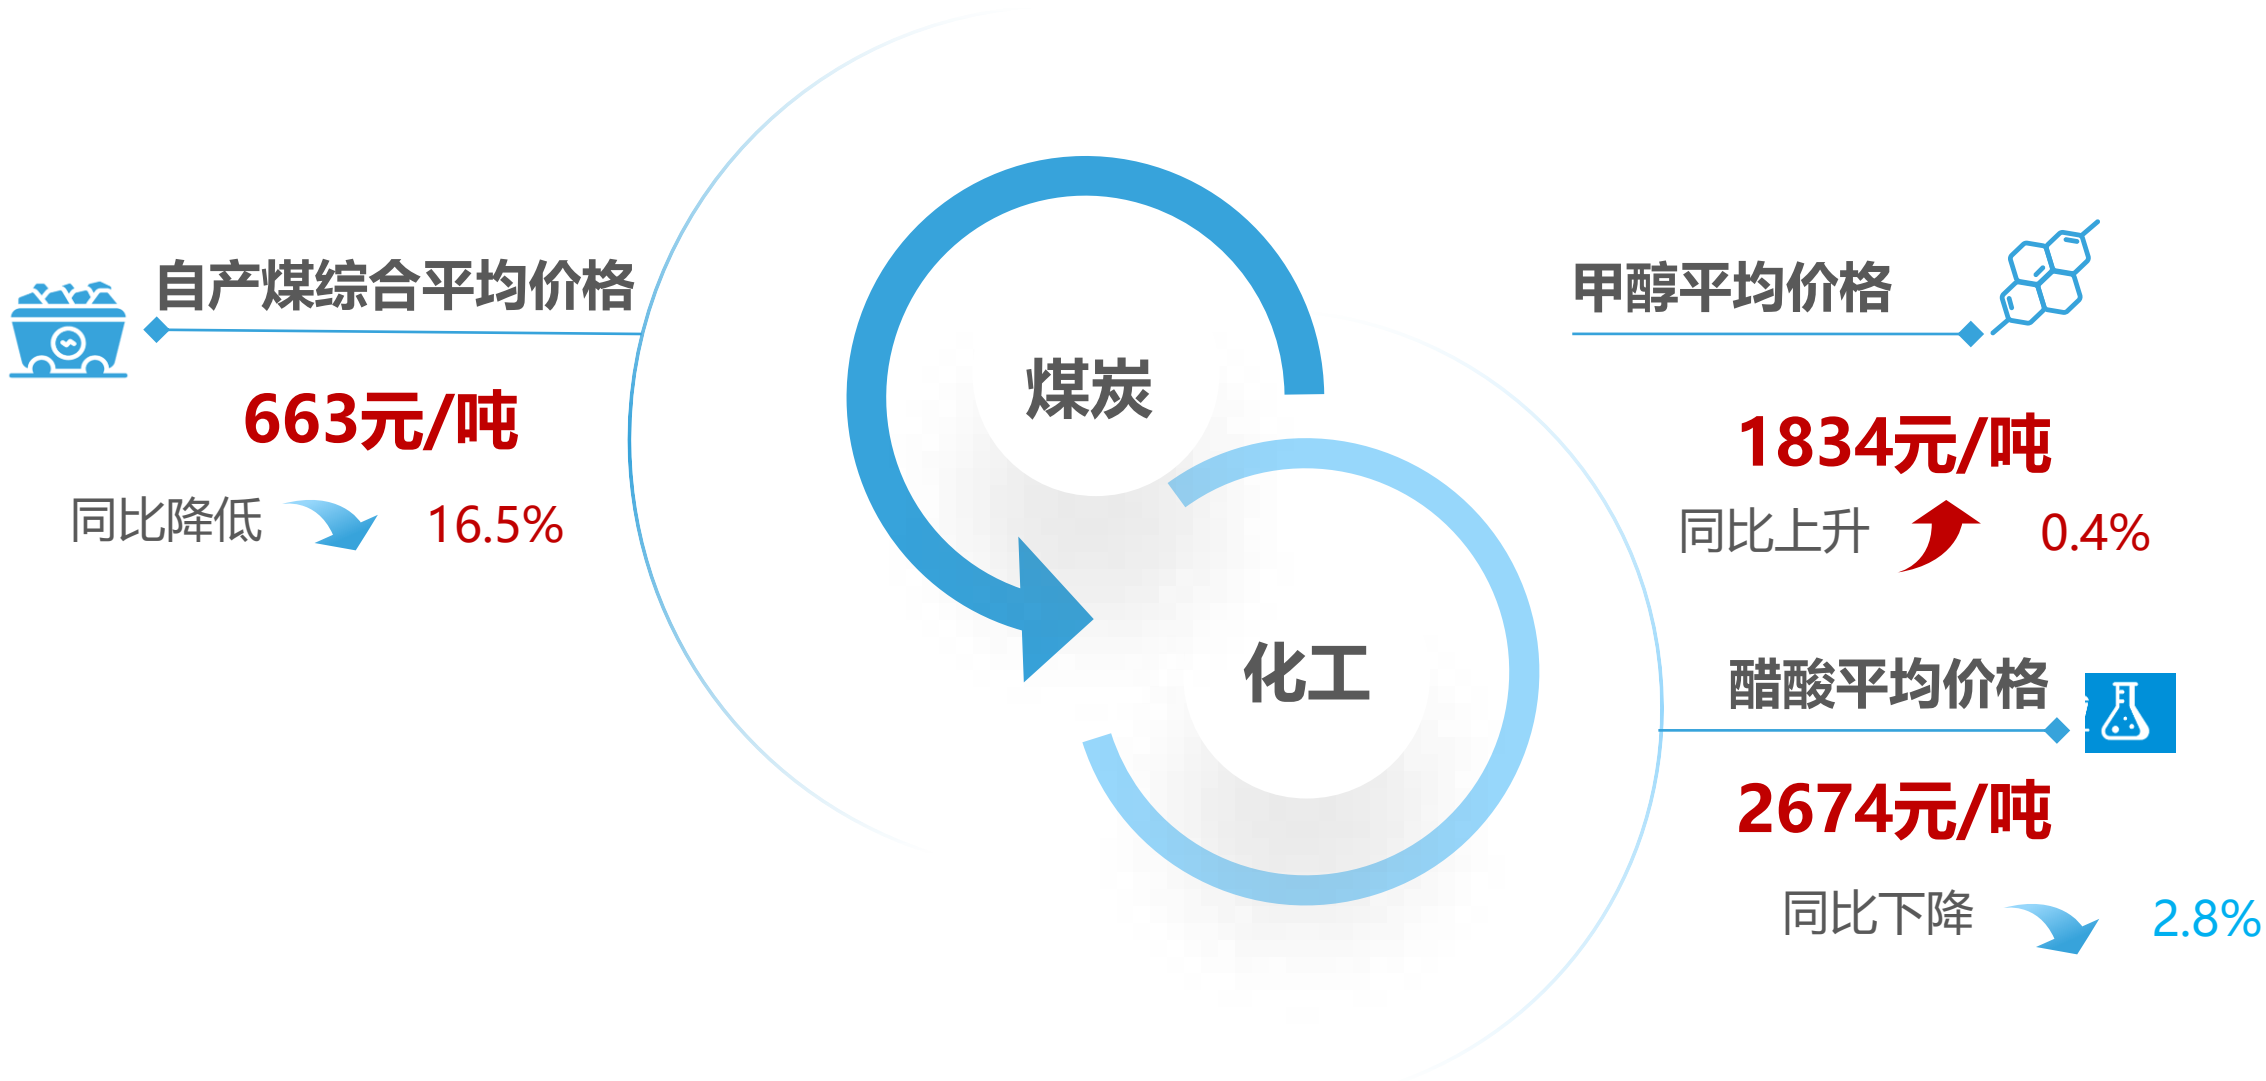 自产煤综合平均价格
663元/吨
同比降低 16.5%
煤炭
化工
甲醇平均价格
1834元/吨
同比上升 0.4%
醋酸平均价格
2674元/吨
同比下降 2.8%